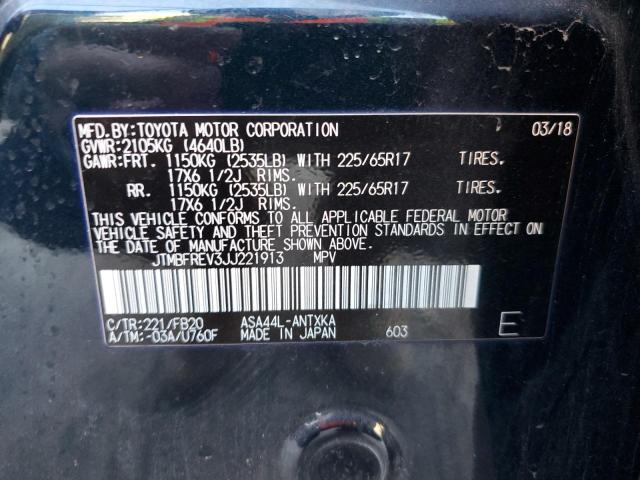 MFD.BY:TOYOTA MOTOR CORPORATION 03/18
GVWR:2105KG (4640LB)
GAWR:FRT. 1150KG (2535LB) WITH 225/65R17 TIRES.
17X6 1/2J RIMS.
RR. 1150KG (2535LB) WITH 225/65R17 TIRES.
17X6 1/2J RIMS.
THIS VEHICLE CONFORMS TO ALL APPLICABLE FEDERAL MOTOR
VEHICLE SAFETY AND THEFT PREVENTION STANDARDS IN EFFECT ON
THE DATE OF MANUFACTURE SHOWN ABOVE.
JTMBFREV3JJ221913 MPV
C/TR:221/FB20 ASA44L-ANTXKA
A/TM:-03A/U760F MADE IN JAPAN 603 E